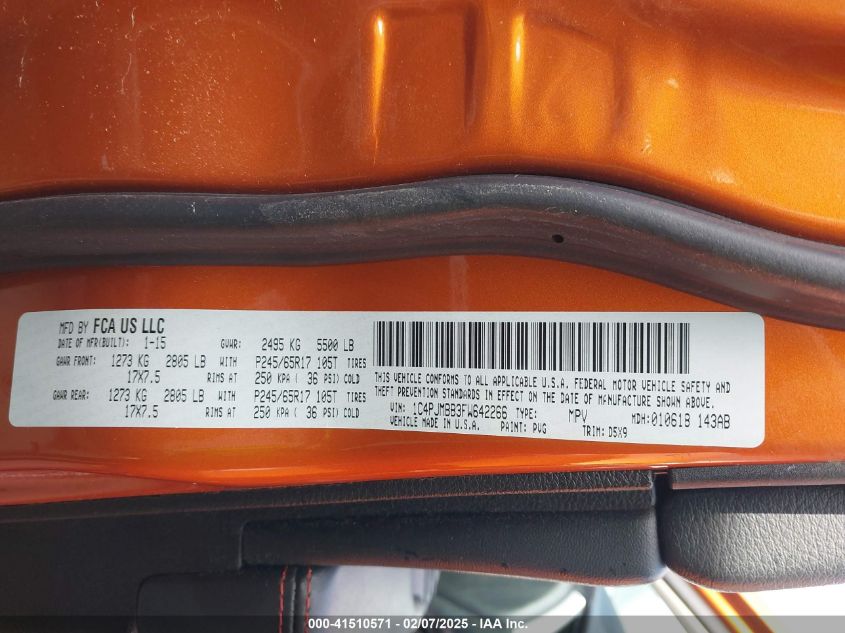 MFD BY FCA US LLC
DATE OF MFR(BUILT): 1-15 GVWR: 2495 KG 5500 LB
GAWR FRONT: 1273 KG 2805 LB WITH P245/65R17 105T TIRES
17X7.5 RIMS AT 250 KPA ( 36 PSI) COLD
GAWR REAR: 1273 KG 2805 LB WITH P245/65R17 105T TIRES
17X7.5 RIMS AT 250 KPA ( 36 PSI) COLD
THIS VEHICLE CONFORMS TO ALL APPLICABLE U.S.A. FEDERAL MOTOR VEHICLE SAFETY AND
THEFT PREVENTION STANDARDS IN EFFECT ON THE DATE OF MANUFACTURE SHOWN ABOVE.
VIN: 1C4PJMBB3FW642266 TYPE: MPV MDH: 010618 143AB
VEHICLE MADE IN U.S.A. PAINT: PVG TRIM: D5X9
000-41510571 - 02/07/2025 - IAA Inc.